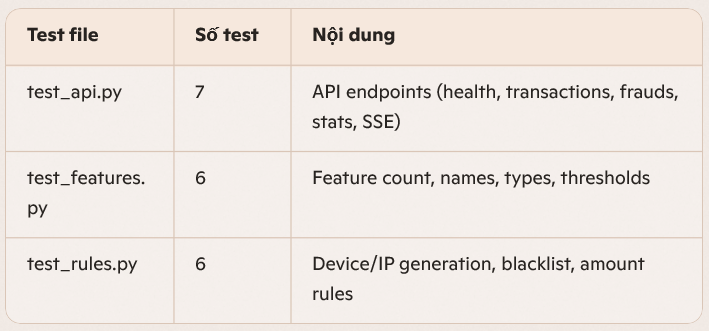 Test file Số test Nội dung
test_api.py 7 API endpoints (health, transactions, frauds,
stats, SSE)
test_features. 6 Feature count, names, types, thresholds
py
test_rules.py 6 Device/IP generation, blacklist, amount
rules